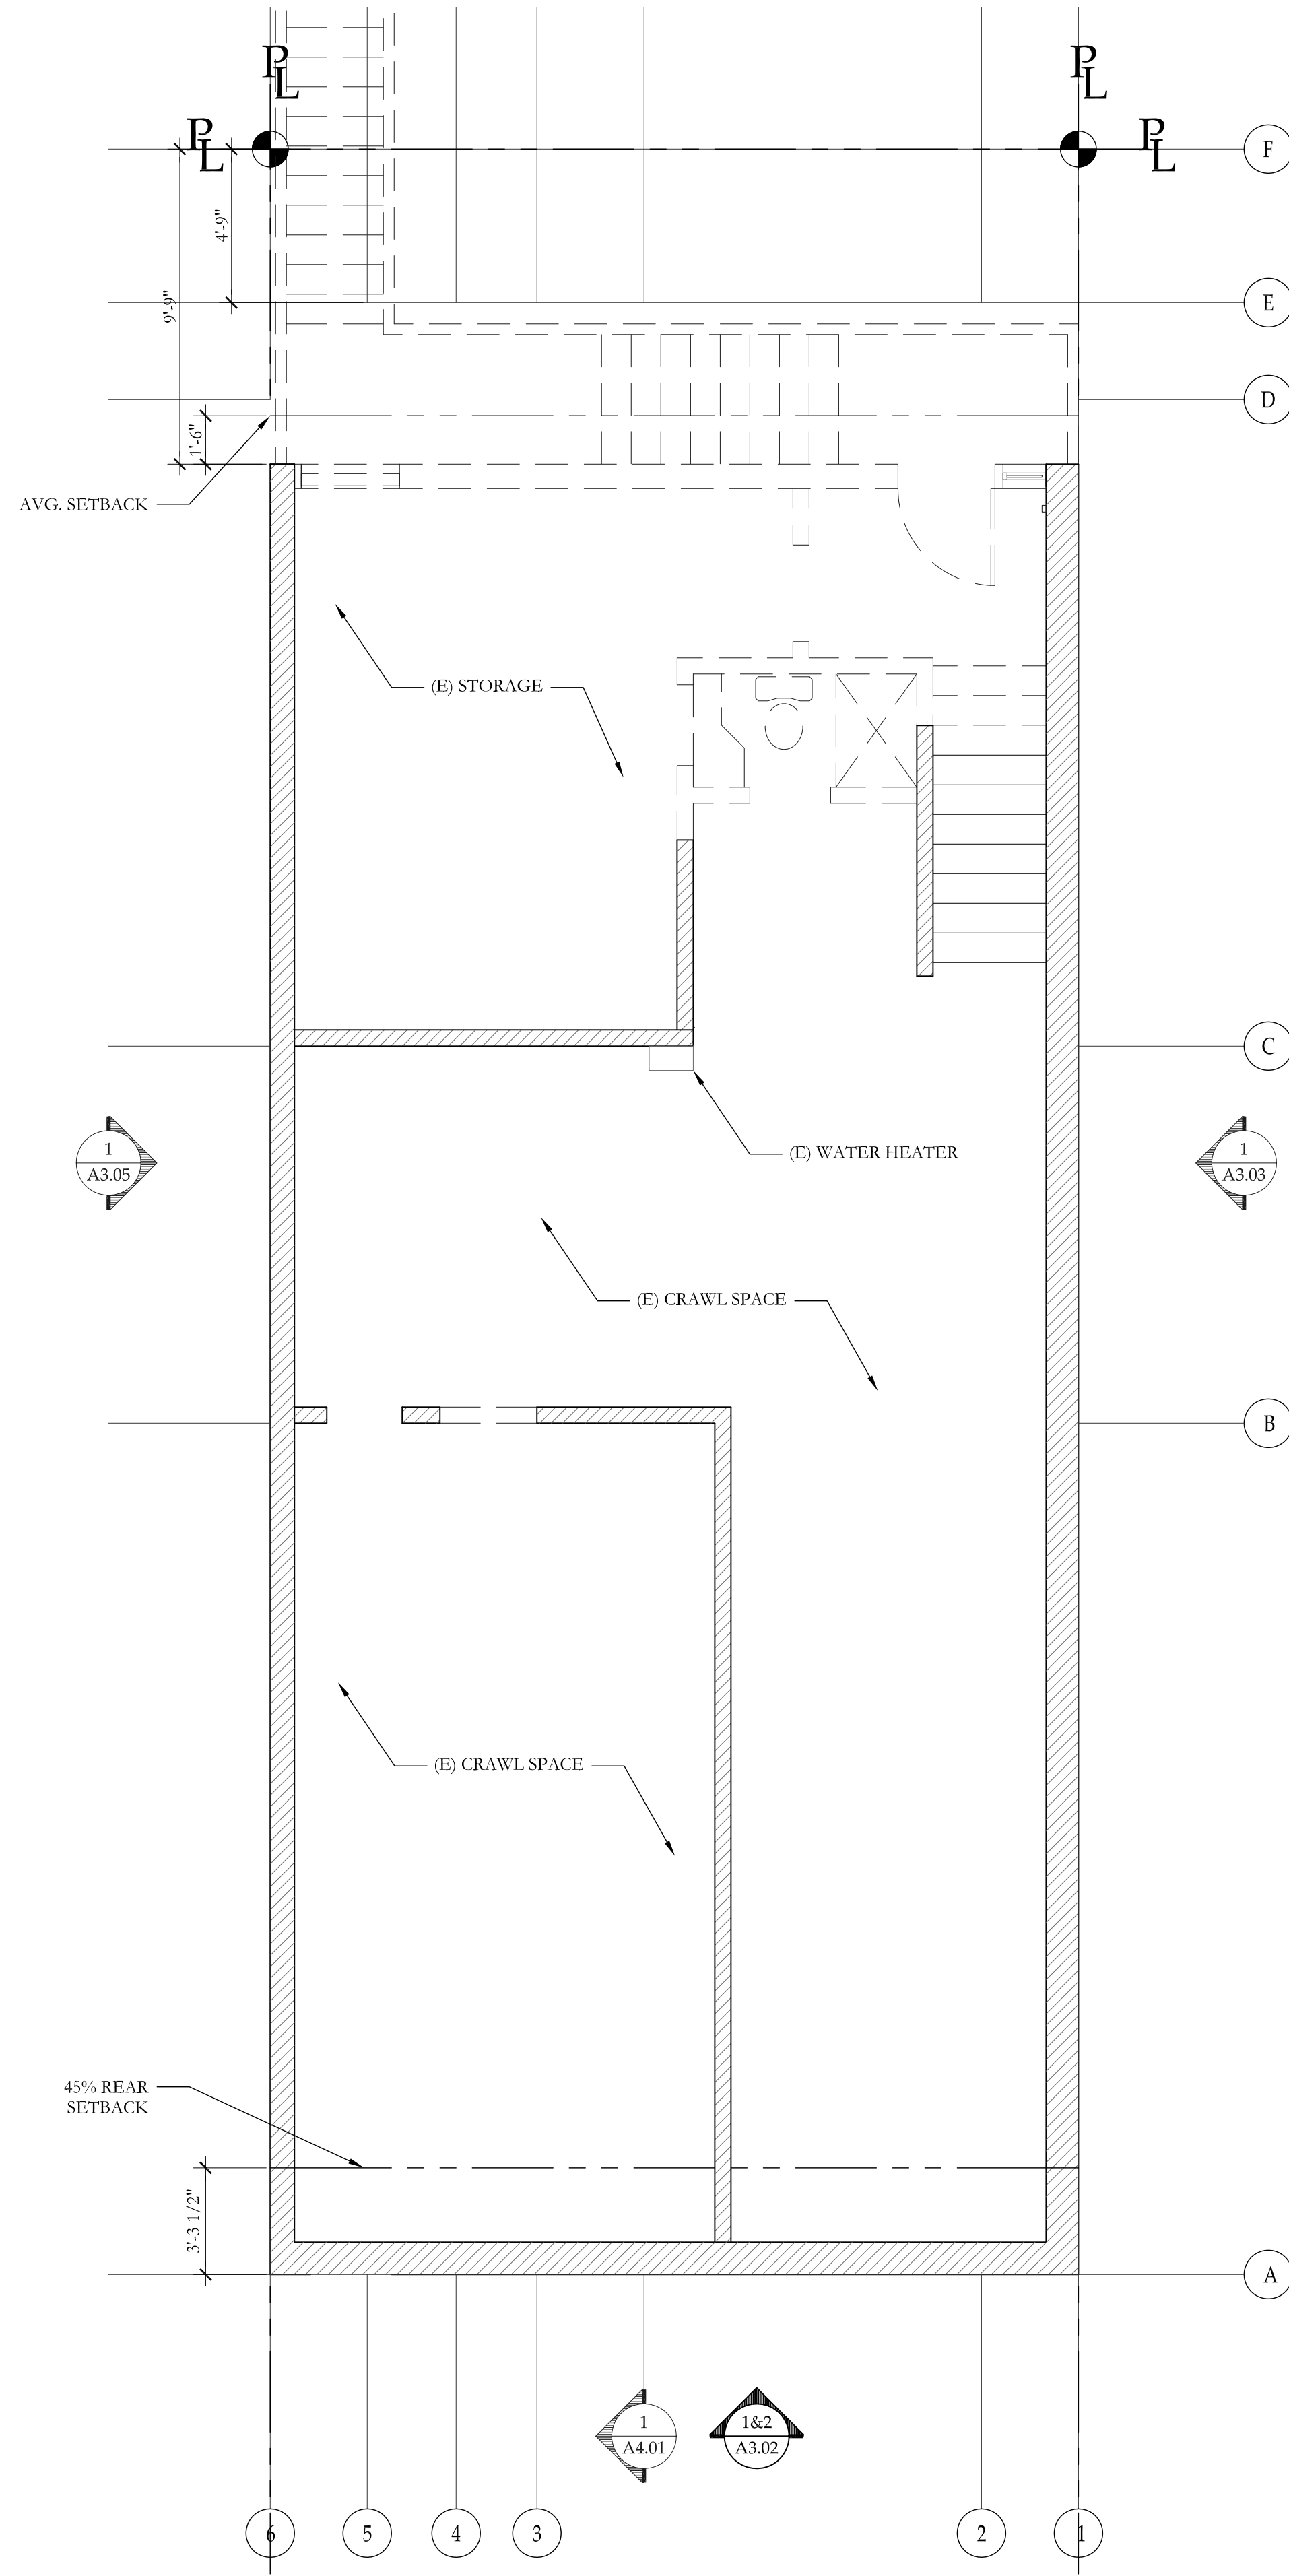 PL
PL
PL
PL
F
4'-9"
9'-9"
E
D
1'-6"
AVG. SETBACK
(E) STORAGE
C
1
A3.05
(E) WATER HEATER
1
A3.03
(E) CRAWL SPACE
B
(E) CRAWL SPACE
45% REAR
SETBACK
3'-3 1/2"
A
1
A4.01
1&2
A3.02
6
5
4
3
2
1